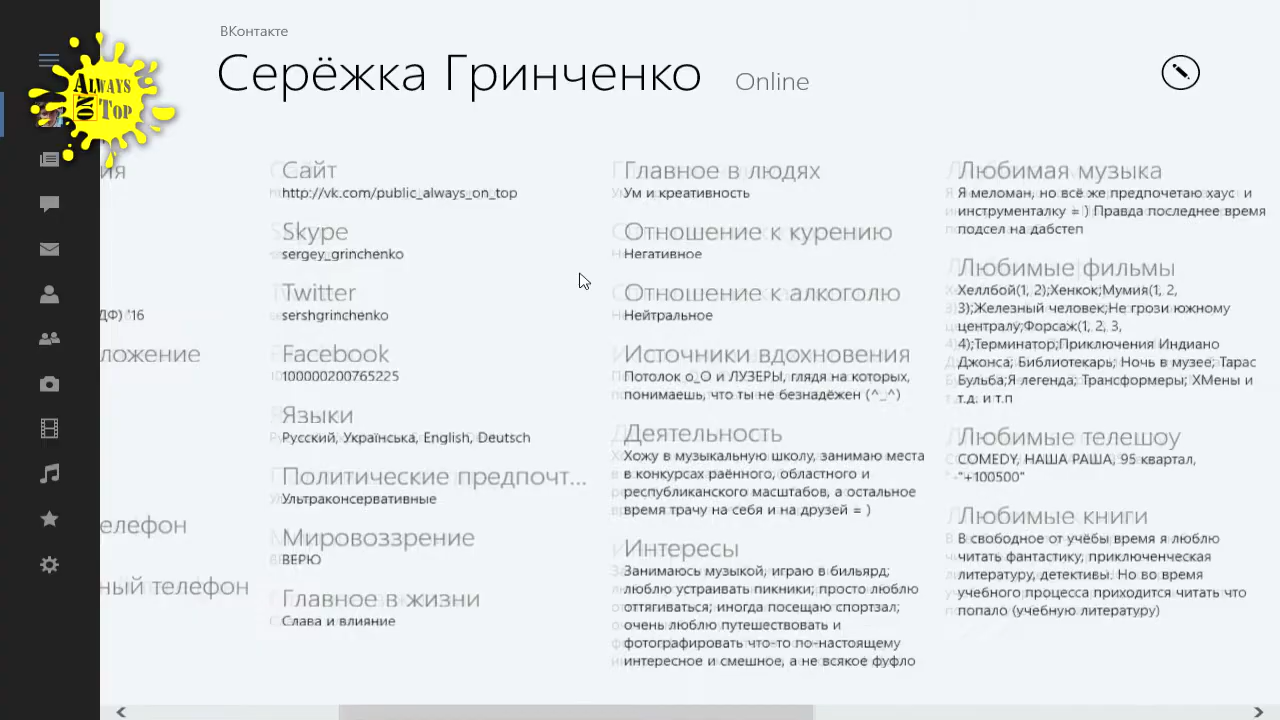 ВКонтакте
Серёжка Гринченко Online
ALWAYS
ON
TOP
ия
ДФ) '16
ложение
елефон
ный телефон
Сайт
http://vk.com/public_always_on_top
Skype
sergey_grinchenko
Twitter
sershgrinchenko
Facebook
100000200765225
Языки
Русский, Українська, English, Deutsch
Политические предпочт...
Ультраконсервативные
Мировоззрение
ВЕРЮ
Главное в жизни
Слава и влияние
Главное в людях
Ум и креативность
Отношение к курению
Негативное
Отношение к алкоголю
Нейтральное
Источники вдохновения
Потолок о_О и ЛУЗЕРЫ, глядя на которых,
понимаешь, что ты не безнадёжен (^_^)
Деятельность
Хожу в музыкальную школу, занимаю места
в конкурсах раённого, областного и
республиканского масштабов, а остальное
время трачу на себя и на друзей = )
Интересы
Занимаюсь музыкой, играю в бильярд;
люблю устраивать пикники; просто люблю
оттягиваться; иногда посещаю спортзал;
очень люблю путешествовать и
фотографировать что-то по-настоящему
интересное и смешное, а не всякое фуфло
Любимая музыка
Я меломан, но всё же предпочетаю хаус и
инструменталку = ) Правда последнее время
подсел на дабстеп
Любимые фильмы
Хеллбой(1, 2);Хенкок;Мумия(1, 2,
3);Железный человек;Не грози южному
централу;Форсаж(1, 2, 3,
4);Терминатор;Приключения Индиано
Джонса; Библиотекарь; Ночь в музее; Тарас
Бульба;Я легенда; Трансформеры; ХМены и
т.д. и т.п
Любимые телешоу
COMEDY, НАША РАША, 95 квартал,
"+100500"
Любимые книги
В свободное от учёбы время я люблю
читать фантастику, приключенческая
литературу, детективы. Но во время
учебного процесса приходится читать что
попало (учебную литературу)